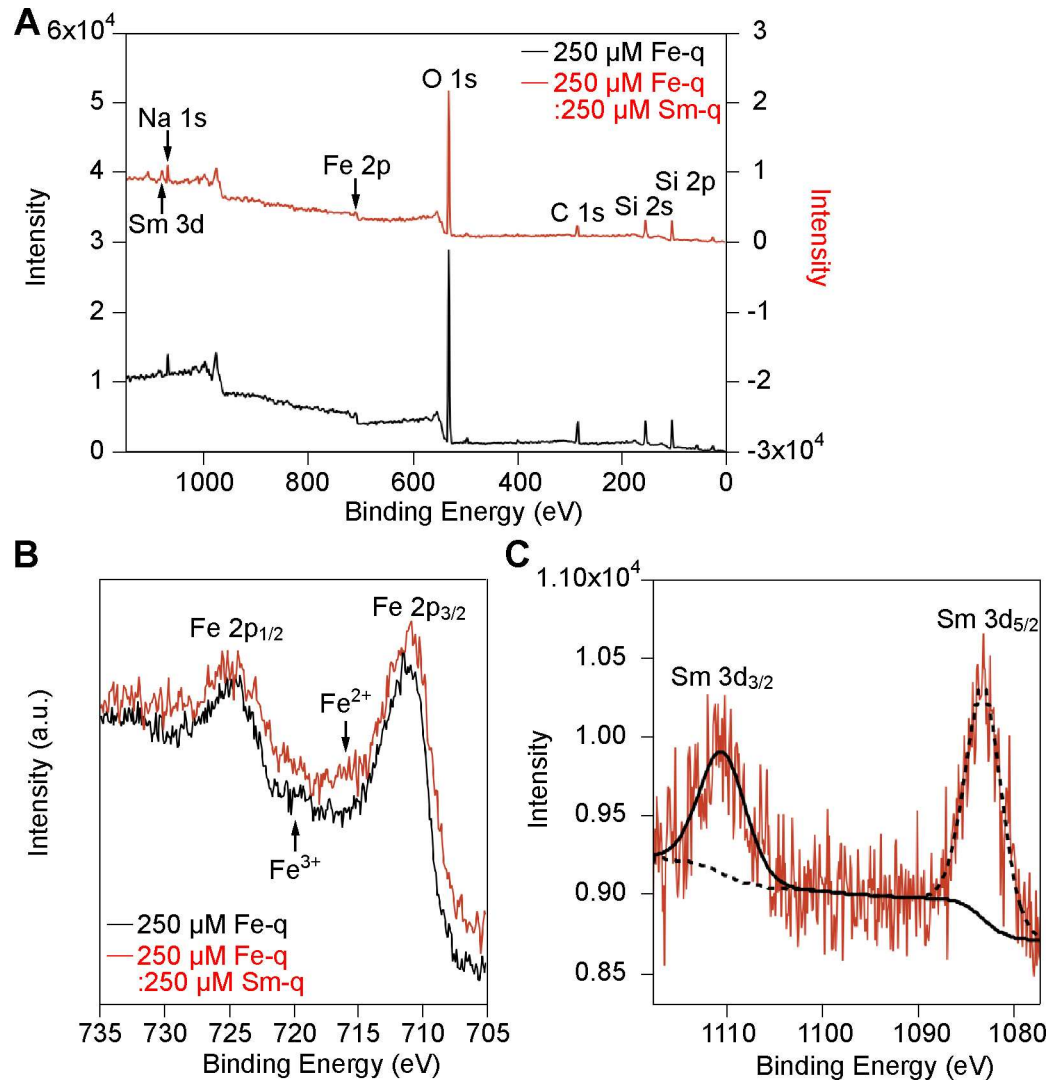 A
6x10⁴
5
4
3
2
1
0
Intensity
3
2
1
0
-1
-2
-3x10⁴
Intensity
250 µM Fe-q
250 µM Fe-q
:250 µM Sm-q
Na 1s
Sm 3d
Fe 2p
O 1s
C 1s
Si 2s
Si 2p
1000
800
600
400
200
0
Binding Energy (eV)
B
Intensity (a.u.)
Fe 2p₁/₂
Fe 2p₃/₂
Fe²⁺
Fe³⁺
250 µM Fe-q
250 µM Fe-q
:250 µM Sm-q
735
730
725
720
715
710
705
Binding Energy (eV)
C
1.10x10⁴
1.05
1.00
0.95
0.90
0.85
Intensity
Sm 3d₃/₂
Sm 3d₅/₂
1110
1100
1090
1080
Binding Energy (eV)